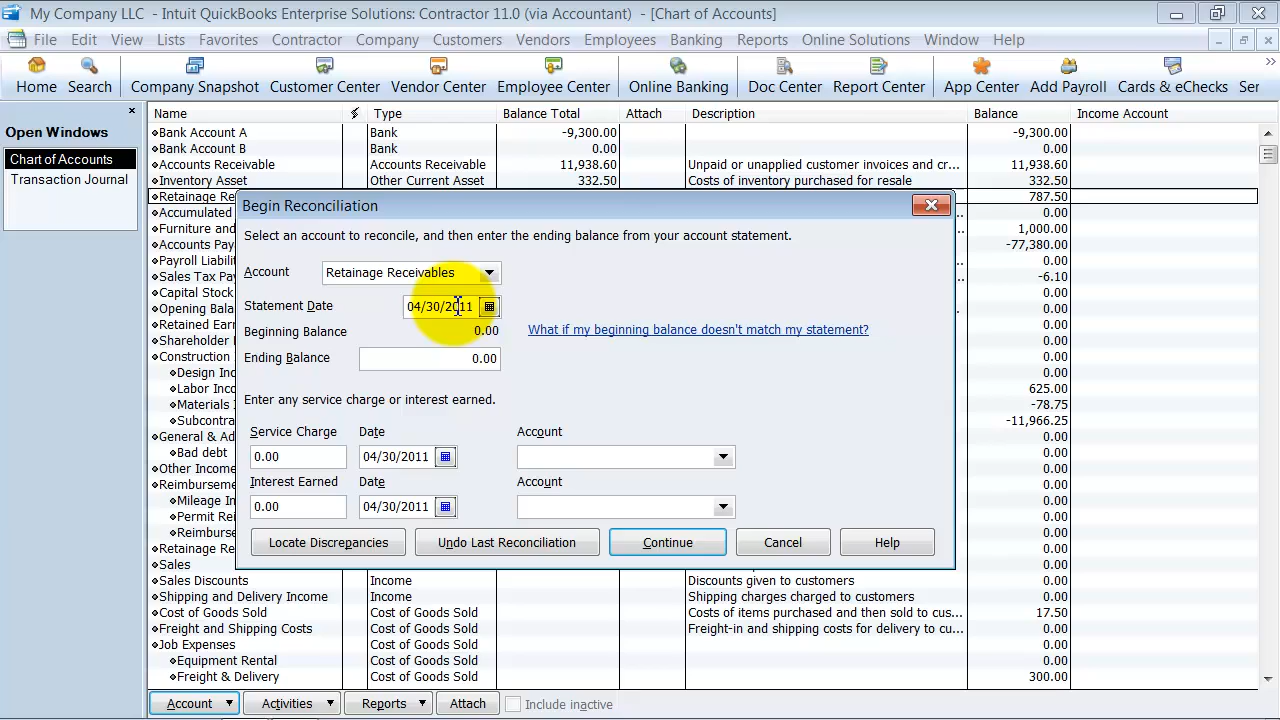 My Company LLC - Intuit QuickBooks Enterprise Solutions: Contractor 11.0 (via Accountant) - [Chart of Accounts]
File Edit View Lists Favorites Contractor Company Customers Vendors Employees Banking Reports Online Solutions Window Help
Home Search Company Snapshot Customer Center Vendor Center Employee Center Online Banking Doc Center Report Center App Center Add Payroll Cards & eChecks Ser
Open Windows
Chart of Accounts
Transaction Journal
Name Type Balance Total Attach Description Balance Income Account
Bank Account A Bank -9,300.00 -9,300.00
Bank Account B Bank 0.00 0.00
Accounts Receivable Accounts Receivable 11,938.60 Unpaid or unapplied customer invoices and cr... 11,938.60
Inventory Asset Other Current Asset 332.50 Costs of inventory purchased for resale 332.50
Retainage Re 787.50
Accumulated 0.00
Furniture and 1,000.00
Accounts Pay -77,380.00
Payroll Liabili 0.00
Sales Tax Pay -6.10
Capital Stock 0.00
Opening Bala 0.00
Retained Earn 0.00
Shareholder 0.00
Construction 0.00
Design Inc 0.00
Labor Inco 625.00
Materials I -78.75
Subcontra -11,966.25
General & Ad 0.00
Bad debt 0.00
Other Income 0.00
Reimbursem 0.00
Mileage In 0.00
Permit Rei 0.00
Reimburse 0.00
Retainage Re 0.00
Sales 0.00
Sales Discounts Income Discounts given to customers 0.00
Shipping and Delivery Income Income Shipping charges charged to customers 0.00
Cost of Goods Sold Cost of Goods Sold Costs of items purchased and then sold to cus... 17.50
Freight and Shipping Costs Cost of Goods Sold Freight-in and shipping costs for delivery to cu... 0.00
Job Expenses Cost of Goods Sold 0.00
Equipment Rental Cost of Goods Sold 0.00
Freight & Delivery Cost of Goods Sold 300.00
Begin Reconciliation
Select an account to reconcile, and then enter the ending balance from your account statement.
Account Retainage Receivables
Statement Date 04/30/2011
Beginning Balance 0.00 What if my beginning balance doesn't match my statement?
Ending Balance 0.00
Enter any service charge or interest earned.
Service Charge Date Account
0.00 04/30/2011
Interest Earned Date Account
0.00 04/30/2011
Locate Discrepancies Undo Last Reconciliation Continue Cancel Help
Account Activities Reports Attach Include inactive